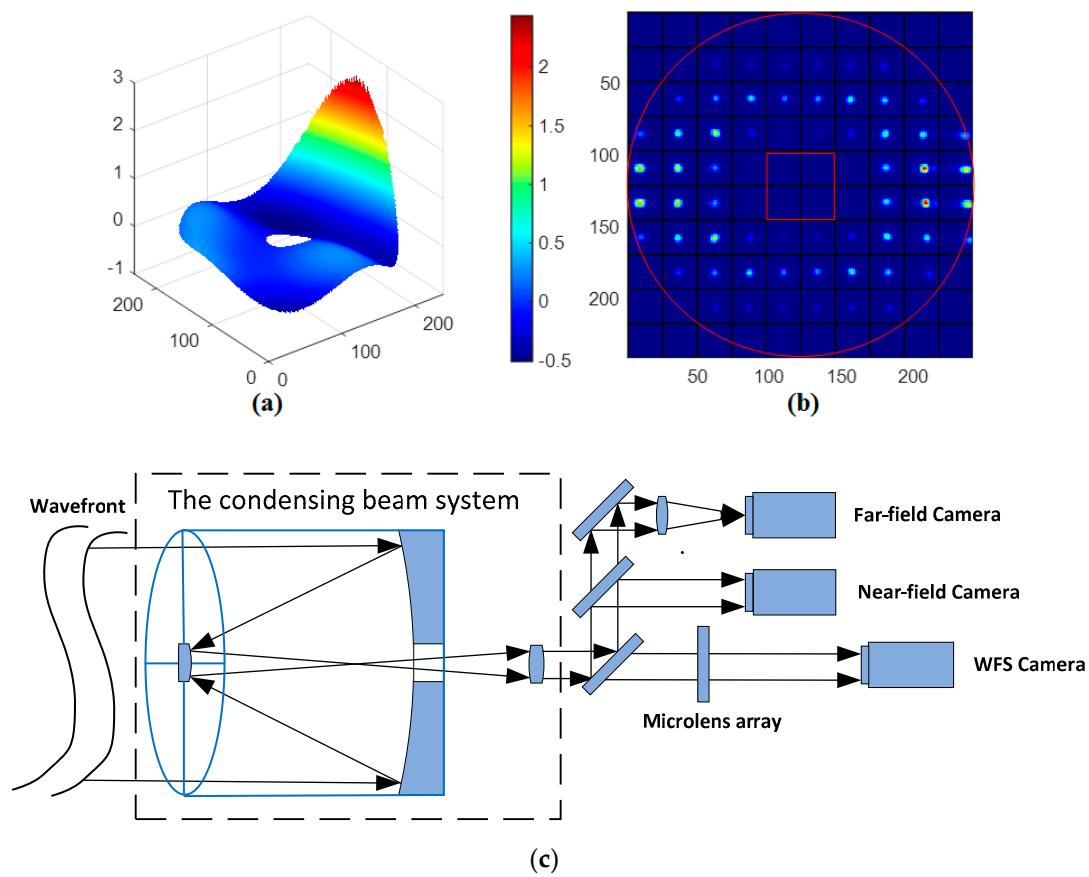 3
2
1
0
-1
200
100
0
0
100
200
2
1.5
1
0.5
0
-0.5
(a)
50
100
150
200
50
100
150
200
(b)
The condensing beam system
Wavefront
Far-field Camera
Near-field Camera
WFS Camera
Microlens array
(c)